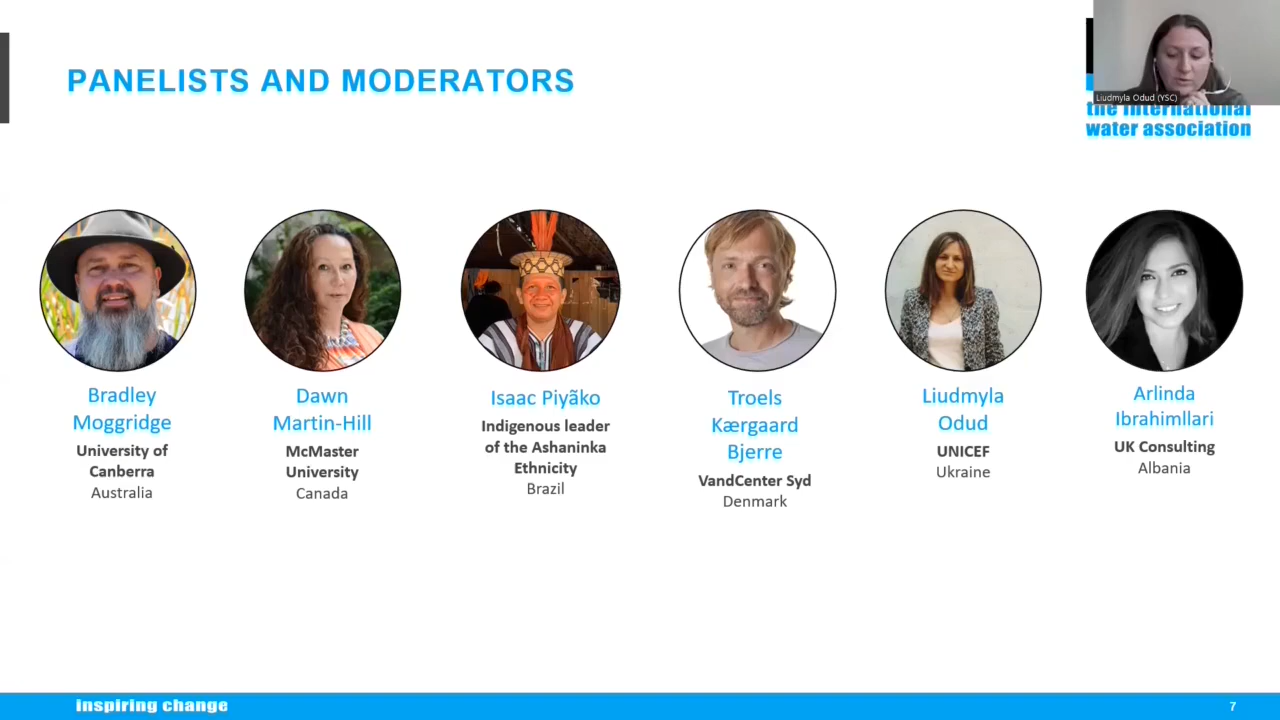 PANELISTS AND MODERATORS
Liudmyla Odud (YSC)
the international
water association
Bradley
Moggridge
University of
Canberra
Australia
Dawn
Martin-Hill
McMaster
University
Canada
Isaac Piyãko
Indigenous leader
of the Ashaninka
Ethnicity
Brazil
Troels
Kærgaard
Bjerre
VandCenter Syd
Denmark
Liudmyla
Odud
UNICEF
Ukraine
Arlinda
Ibrahimllari
UK Consulting
Albania
inspiring change
7